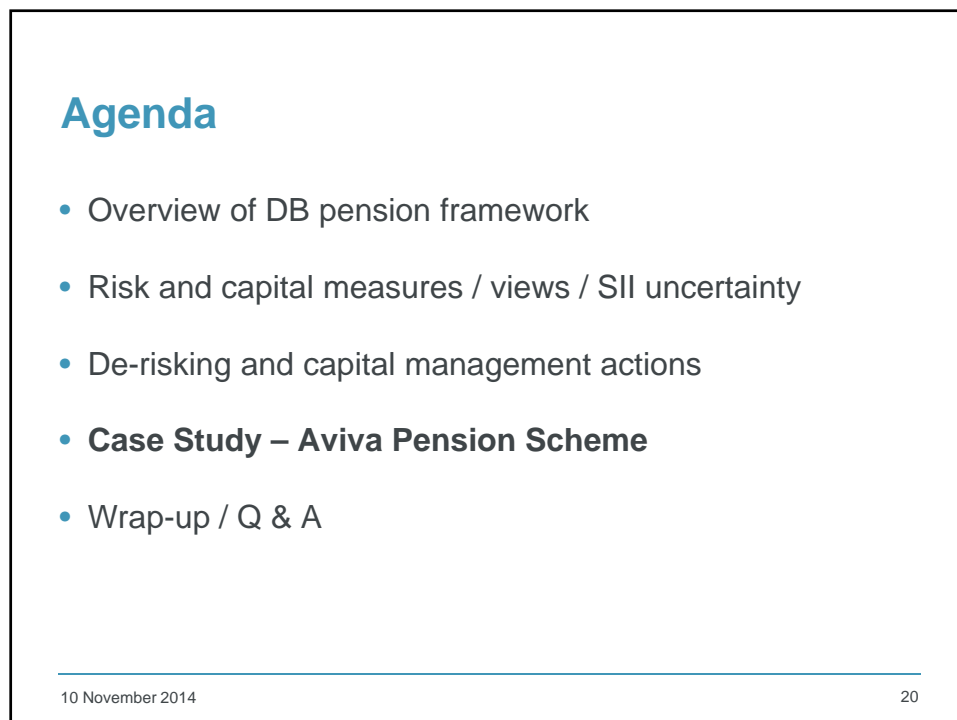 Agenda
• Overview of DB pension framework
• Risk and capital measures / views / SII uncertainty
• De-risking and capital management actions
• Case Study – Aviva Pension Scheme
• Wrap-up / Q & A
10 November 2014
20